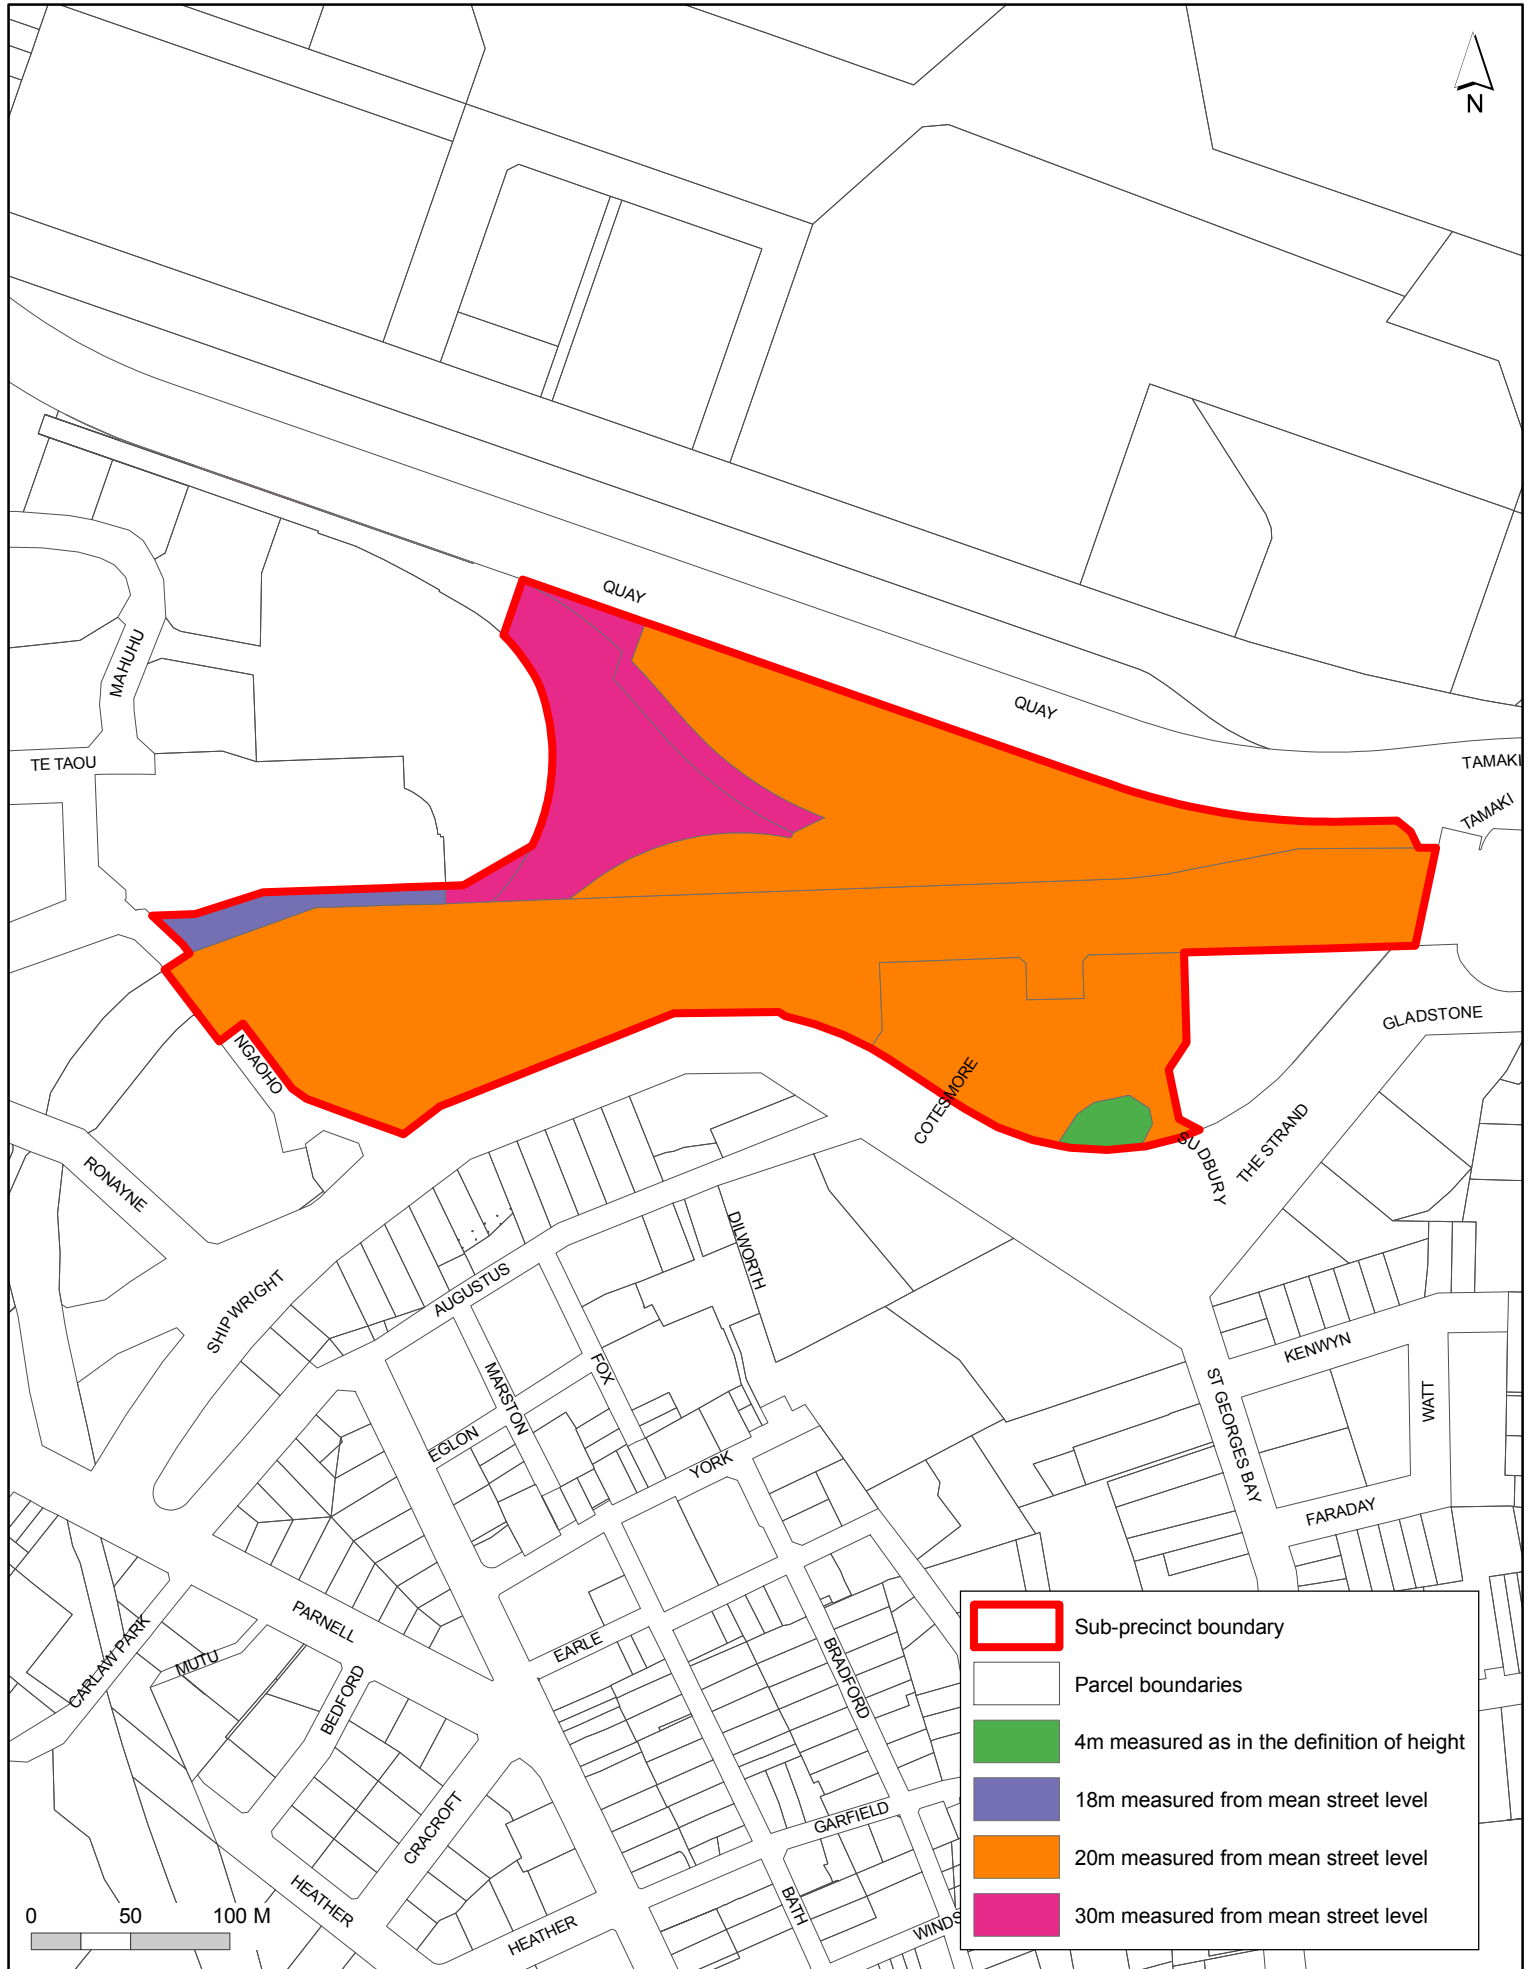 N
QUAY
MAHUHU
QUAY
TE TAOU
TAMAKI
TAMAKI
GLADSTONE
NGAOHO
COTESMORE
THE STRAND
SUDBURY
RONAYNE
DILWORTH
SHIPWRIGHT
AUGUSTUS
KENWYN
FOX
MARSTON
ST GEORGES BAY
WATT
EGLON
YORK
FARADAY
PARNELL
CARLAW PARK
MUTU
EARLE
BEDFORD
BRADFORD
CRACROFT
GARFIELD
HEATHER
HEATHER
BATH
WINDS
Sub-precinct boundary
Parcel boundaries
4m measured as in the definition of height
18m measured from mean street level
20m measured from mean street level
30m measured from mean street level
0 50 100 M